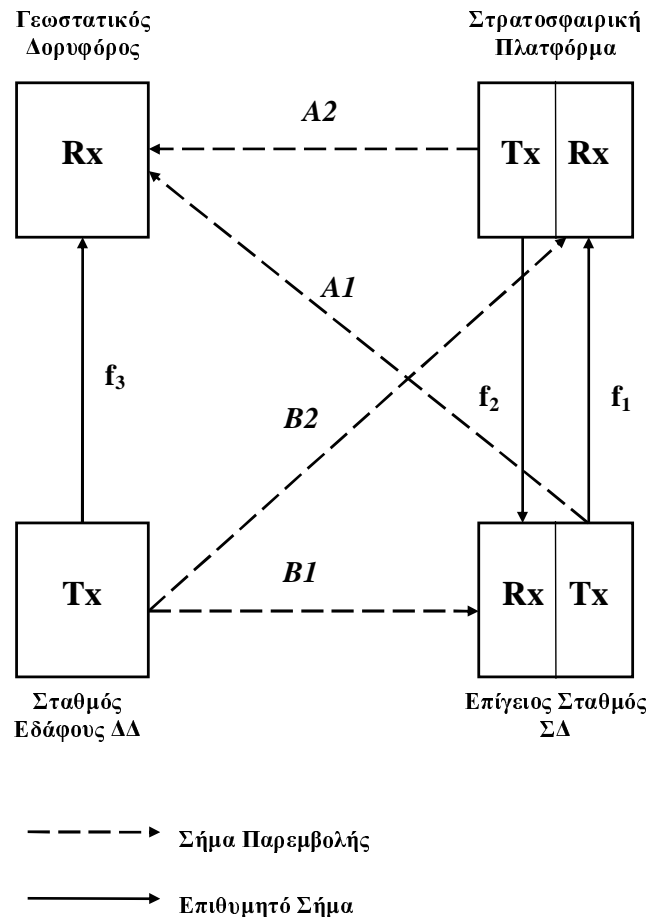 Γεωστατικός
Δορυφόρος
Στρατοσφαιρική
Πλατφόρμα
A2
Rx
Tx
Rx
A1
f3
B2
f2
f1
B1
Tx
Rx
Tx
Σταθμός
Εδάφους ΔΔ
Επίγειος Σταθμός
ΣΔ
Σήμα Παρεμβολής
Επιθυμητό Σήμα